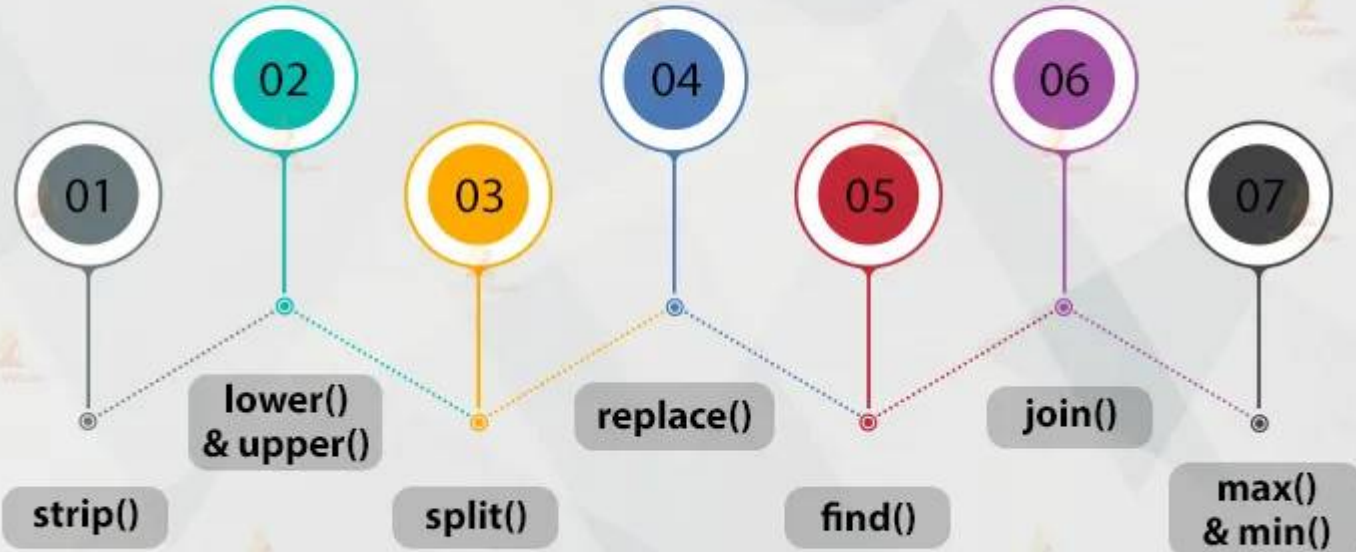 01
strip()
02
lower()
& upper()
03
split()
04
replace()
05
find()
06
join()
07
max()
& min()